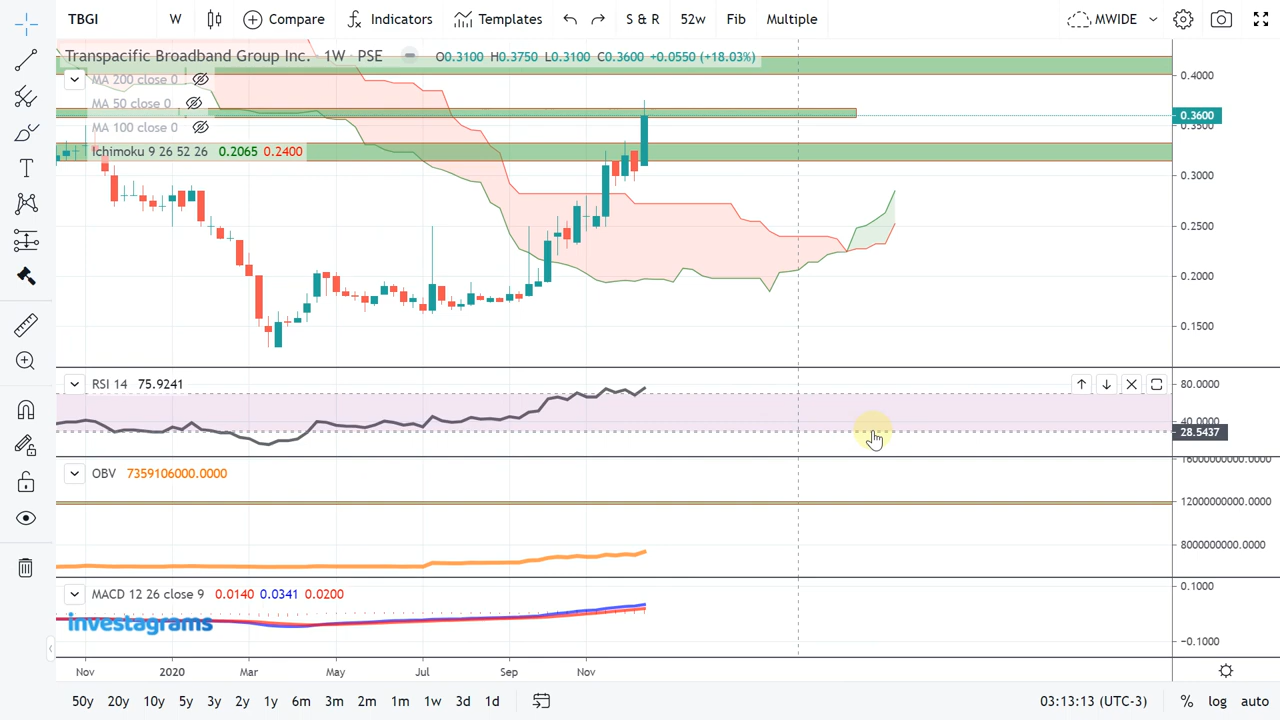 TBGI W Compare Indicators Templates S & R 52w Fib Multiple MWIDE
Transpacific Broadband Group Inc. 1W PSE O0.3100 H0.3750 L0.3100 C0.3600 +0.0550 (+18.03%)
MA 200 close 0
MA 50 close 0
MA 100 close 0
Ichimoku 9 26 52 26 0.2065 0.2400
0.4000
0.3600
0.3500
0.3000
0.2500
0.2000
0.1500
RSI 14 75.9241
80.0000
40.0000
28.5437
OBV 7359106000.0000
16000000000.0000
12000000000.0000
8000000000.0000
MACD 12 26 close 9 0.0140 0.0341 0.0200
0.1000
-0.1000
investagrams
Nov 2020 Mar May Jul Sep Nov
50y 20y 10y 5y 3y 2y 1y 6m 3m 2m 1m 1w 3d 1d 03:13:13 (UTC-3) % log auto